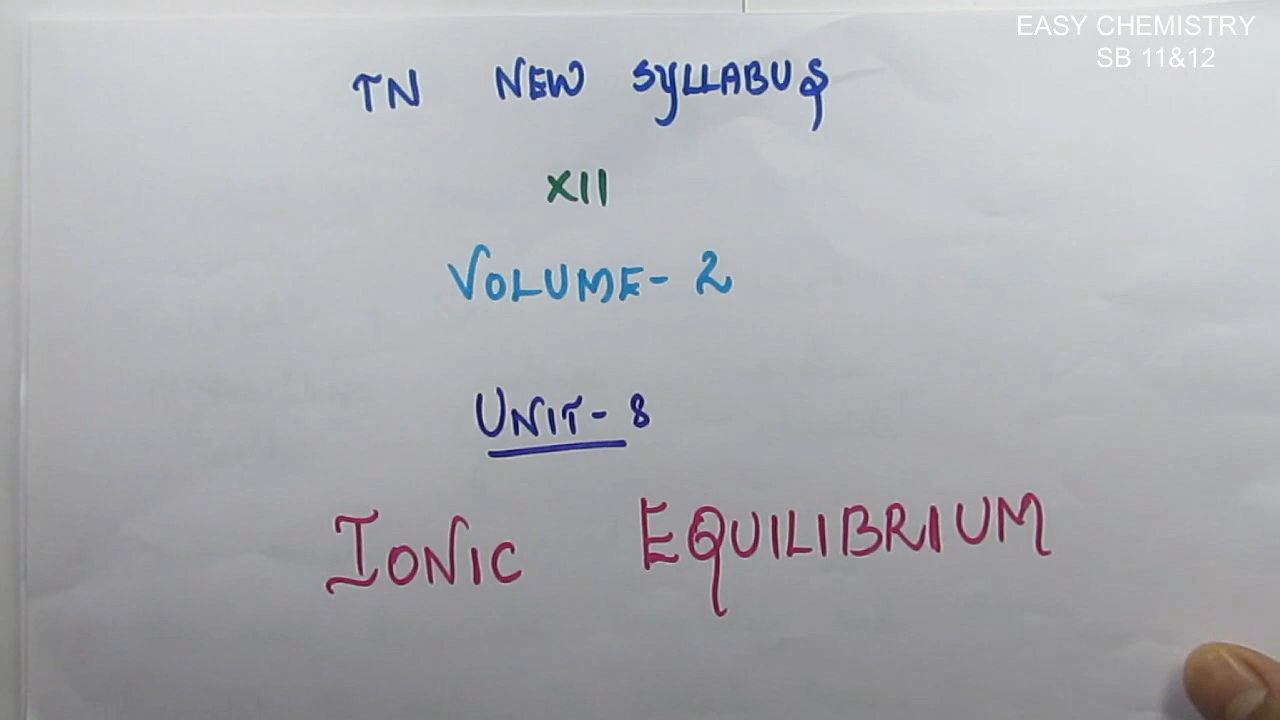 EASY CHEMISTRY
SB 11&12
TN NEW SYLLABUS
XII
VOLUME-2
UNIT-8
IONIC EQUILIBRIUM